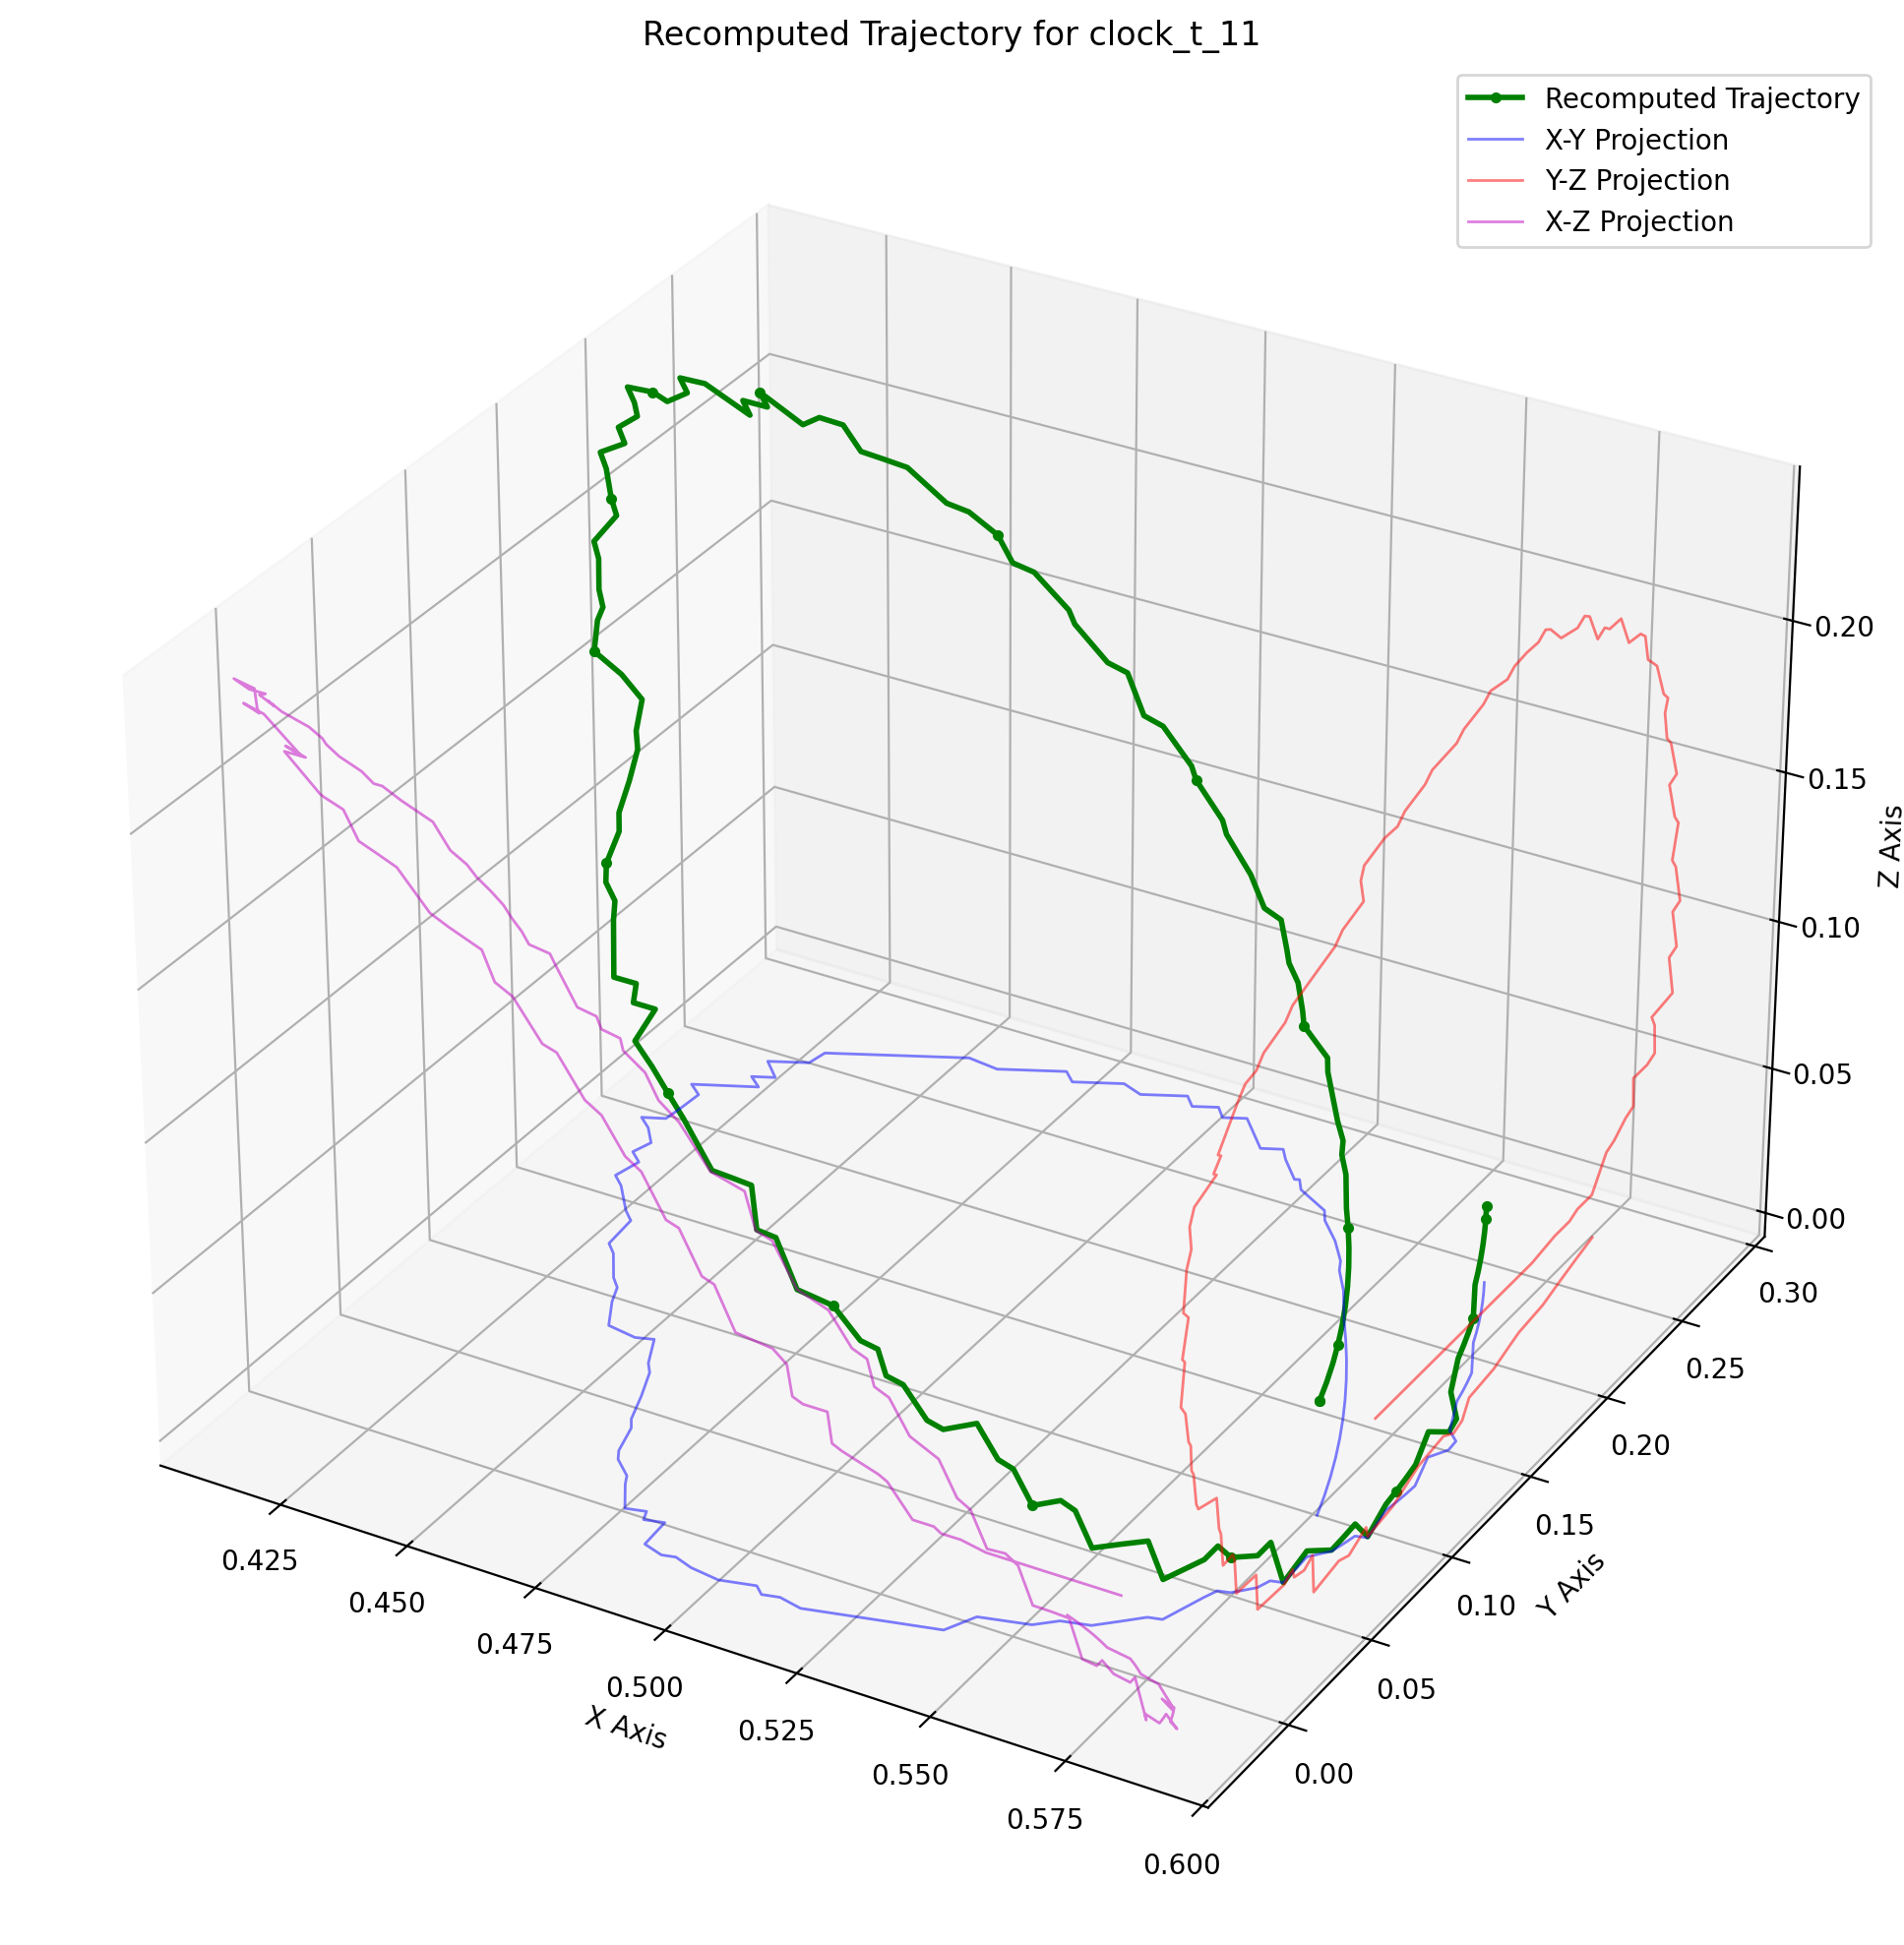 Recomputed Trajectory for clock_t_11
Recomputed Trajectory
X-Y Projection
Y-Z Projection
X-Z Projection
0.20
0.15
Z Axis
0.10
0.05
0.00
0.30
0.25
0.20
0.15
0.10
Y Axis
0.05
0.00
0.425
0.450
0.475
0.500
X Axis
0.525
0.550
0.575
0.600